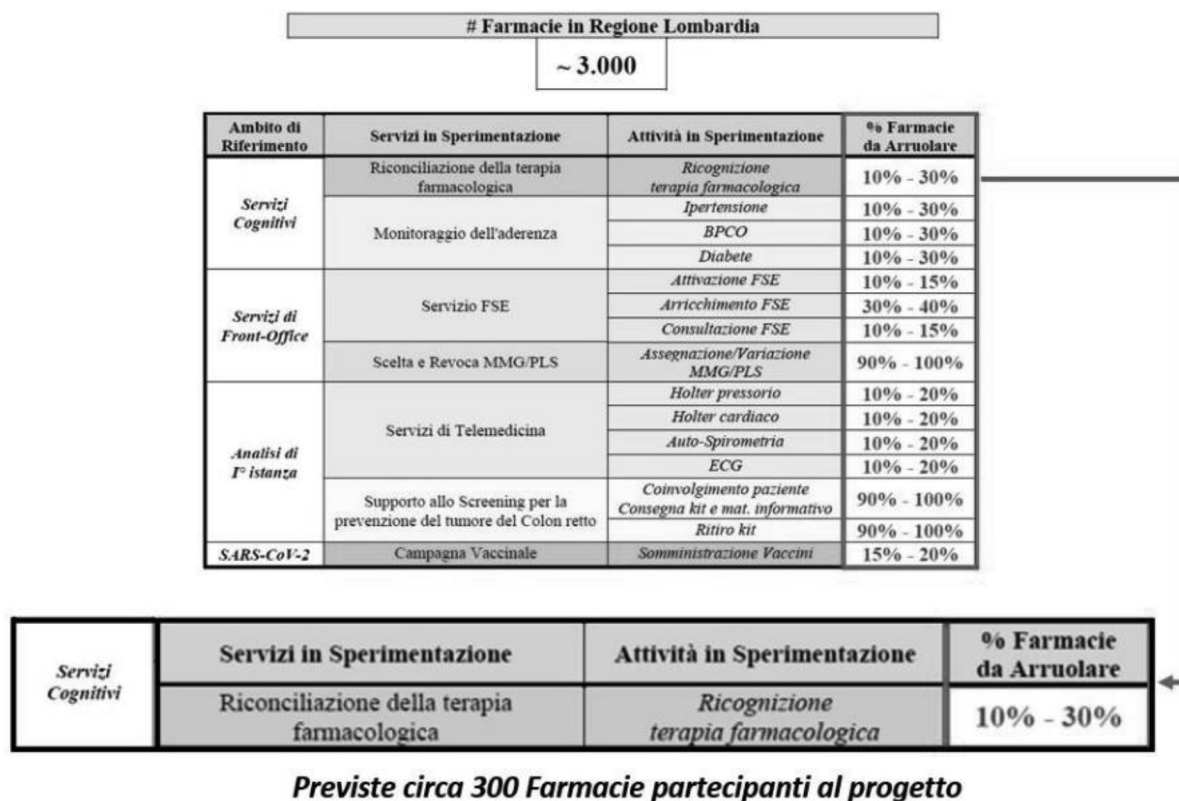 # Farmacie in Regione Lombardia
~ 3.000
Ambito di Riferimento Servizi in Sperimentazione Attività in Sperimentazione % Farmacie da Arruolare
Servizi Cognitivi
Riconciliazione della terapia farmacologica Ricognizione terapia farmacologica 10% - 30%
Monitoraggio dell'aderenza
Ipertensione 10% - 30%
BPCO 10% - 30%
Diabete 10% - 30%
Servizi di Front-Office
Servizio FSE
Attivazione FSE 10% - 15%
Arricchimento FSE 30% - 40%
Consultazione FSE 10% - 15%
Scelta e Revoca MMG/PLS Assegnazione/Variazione MMG/PLS 90% - 100%
Analisi di I° istanza
Servizi di Telemedicina
Holter pressorio 10% - 20%
Holter cardiaco 10% - 20%
Auto-Spirometria 10% - 20%
ECG 10% - 20%
Supporto allo Screening per la prevenzione del tumore del Colon retto
Coinvolgimento paziente Consegna kit e mat. informativo 90% - 100%
Ritiro kit 90% - 100%
SARS-CoV-2 Campagna Vaccinale Somministrazione Vaccini 15% - 20%
Servizi Cognitivi
Servizi in Sperimentazione Attività in Sperimentazione % Farmacie da Arruolare
Riconciliazione della terapia farmacologica Ricognizione terapia farmacologica 10% - 30%
Previste circa 300 Farmacie partecipanti al progetto